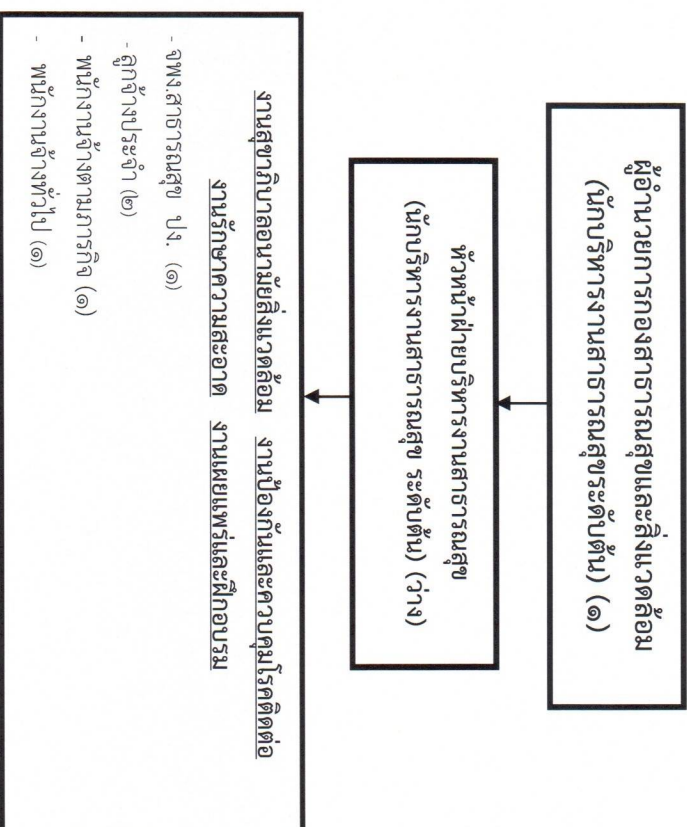 ผู้อำนวยการกองสาธารณสุขและสิ่งแวดล้อม
(นักบริหารงานสาธารณสุขระดับต้น) (๑)
หัวหน้าฝ่ายบริหารงานสาธารณสุข
(นักบริหารงานสาธารณสุข ระดับต้น) (ว่าง)
งานสุขาภิบาลอนามัยสิ่งแวดล้อม งานป้องกันและควบคุมโรคติดต่อ
งานรักษาความสะอาด งานเผยแพร่และฝึกอบรม
- จพง.สาธารณสุข ปง. (๑)
- ลูกจ้างประจำ (๒)
- พนักงานจ้างตามภารกิจ (๑)
- พนักงานจ้างทั่วไป (๑)